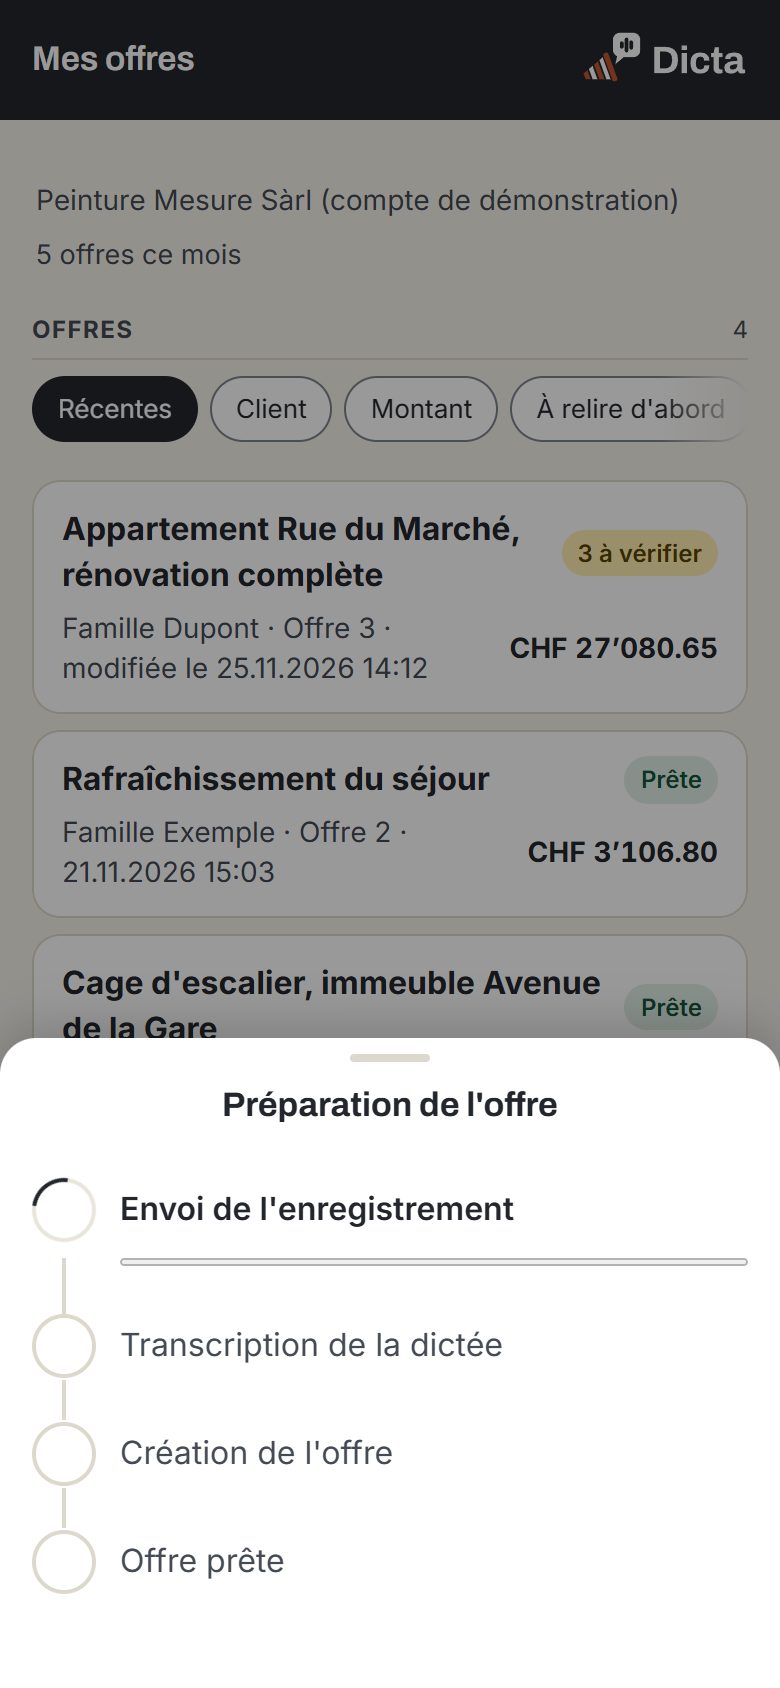 Mes offres
Dicta
Peinture Mesure Sàrl (compte de démonstration)
5 offres ce mois
OFFRES 4
Récentes Client Montant À relire d'abord
Appartement Rue du Marché,
rénovation complète
3 à vérifier
Famille Dupont · Offre 3 ·
modifiée le 25.11.2026 14:12
CHF 27’080.65
Rafraîchissement du séjour
Prête
Famille Exemple · Offre 2 ·
21.11.2026 15:03
CHF 3’106.80
Cage d'escalier, immeuble Avenue
de la Gare
Prête
Préparation de l'offre
Envoi de l'enregistrement
Transcription de la dictée
Création de l'offre
Offre prête